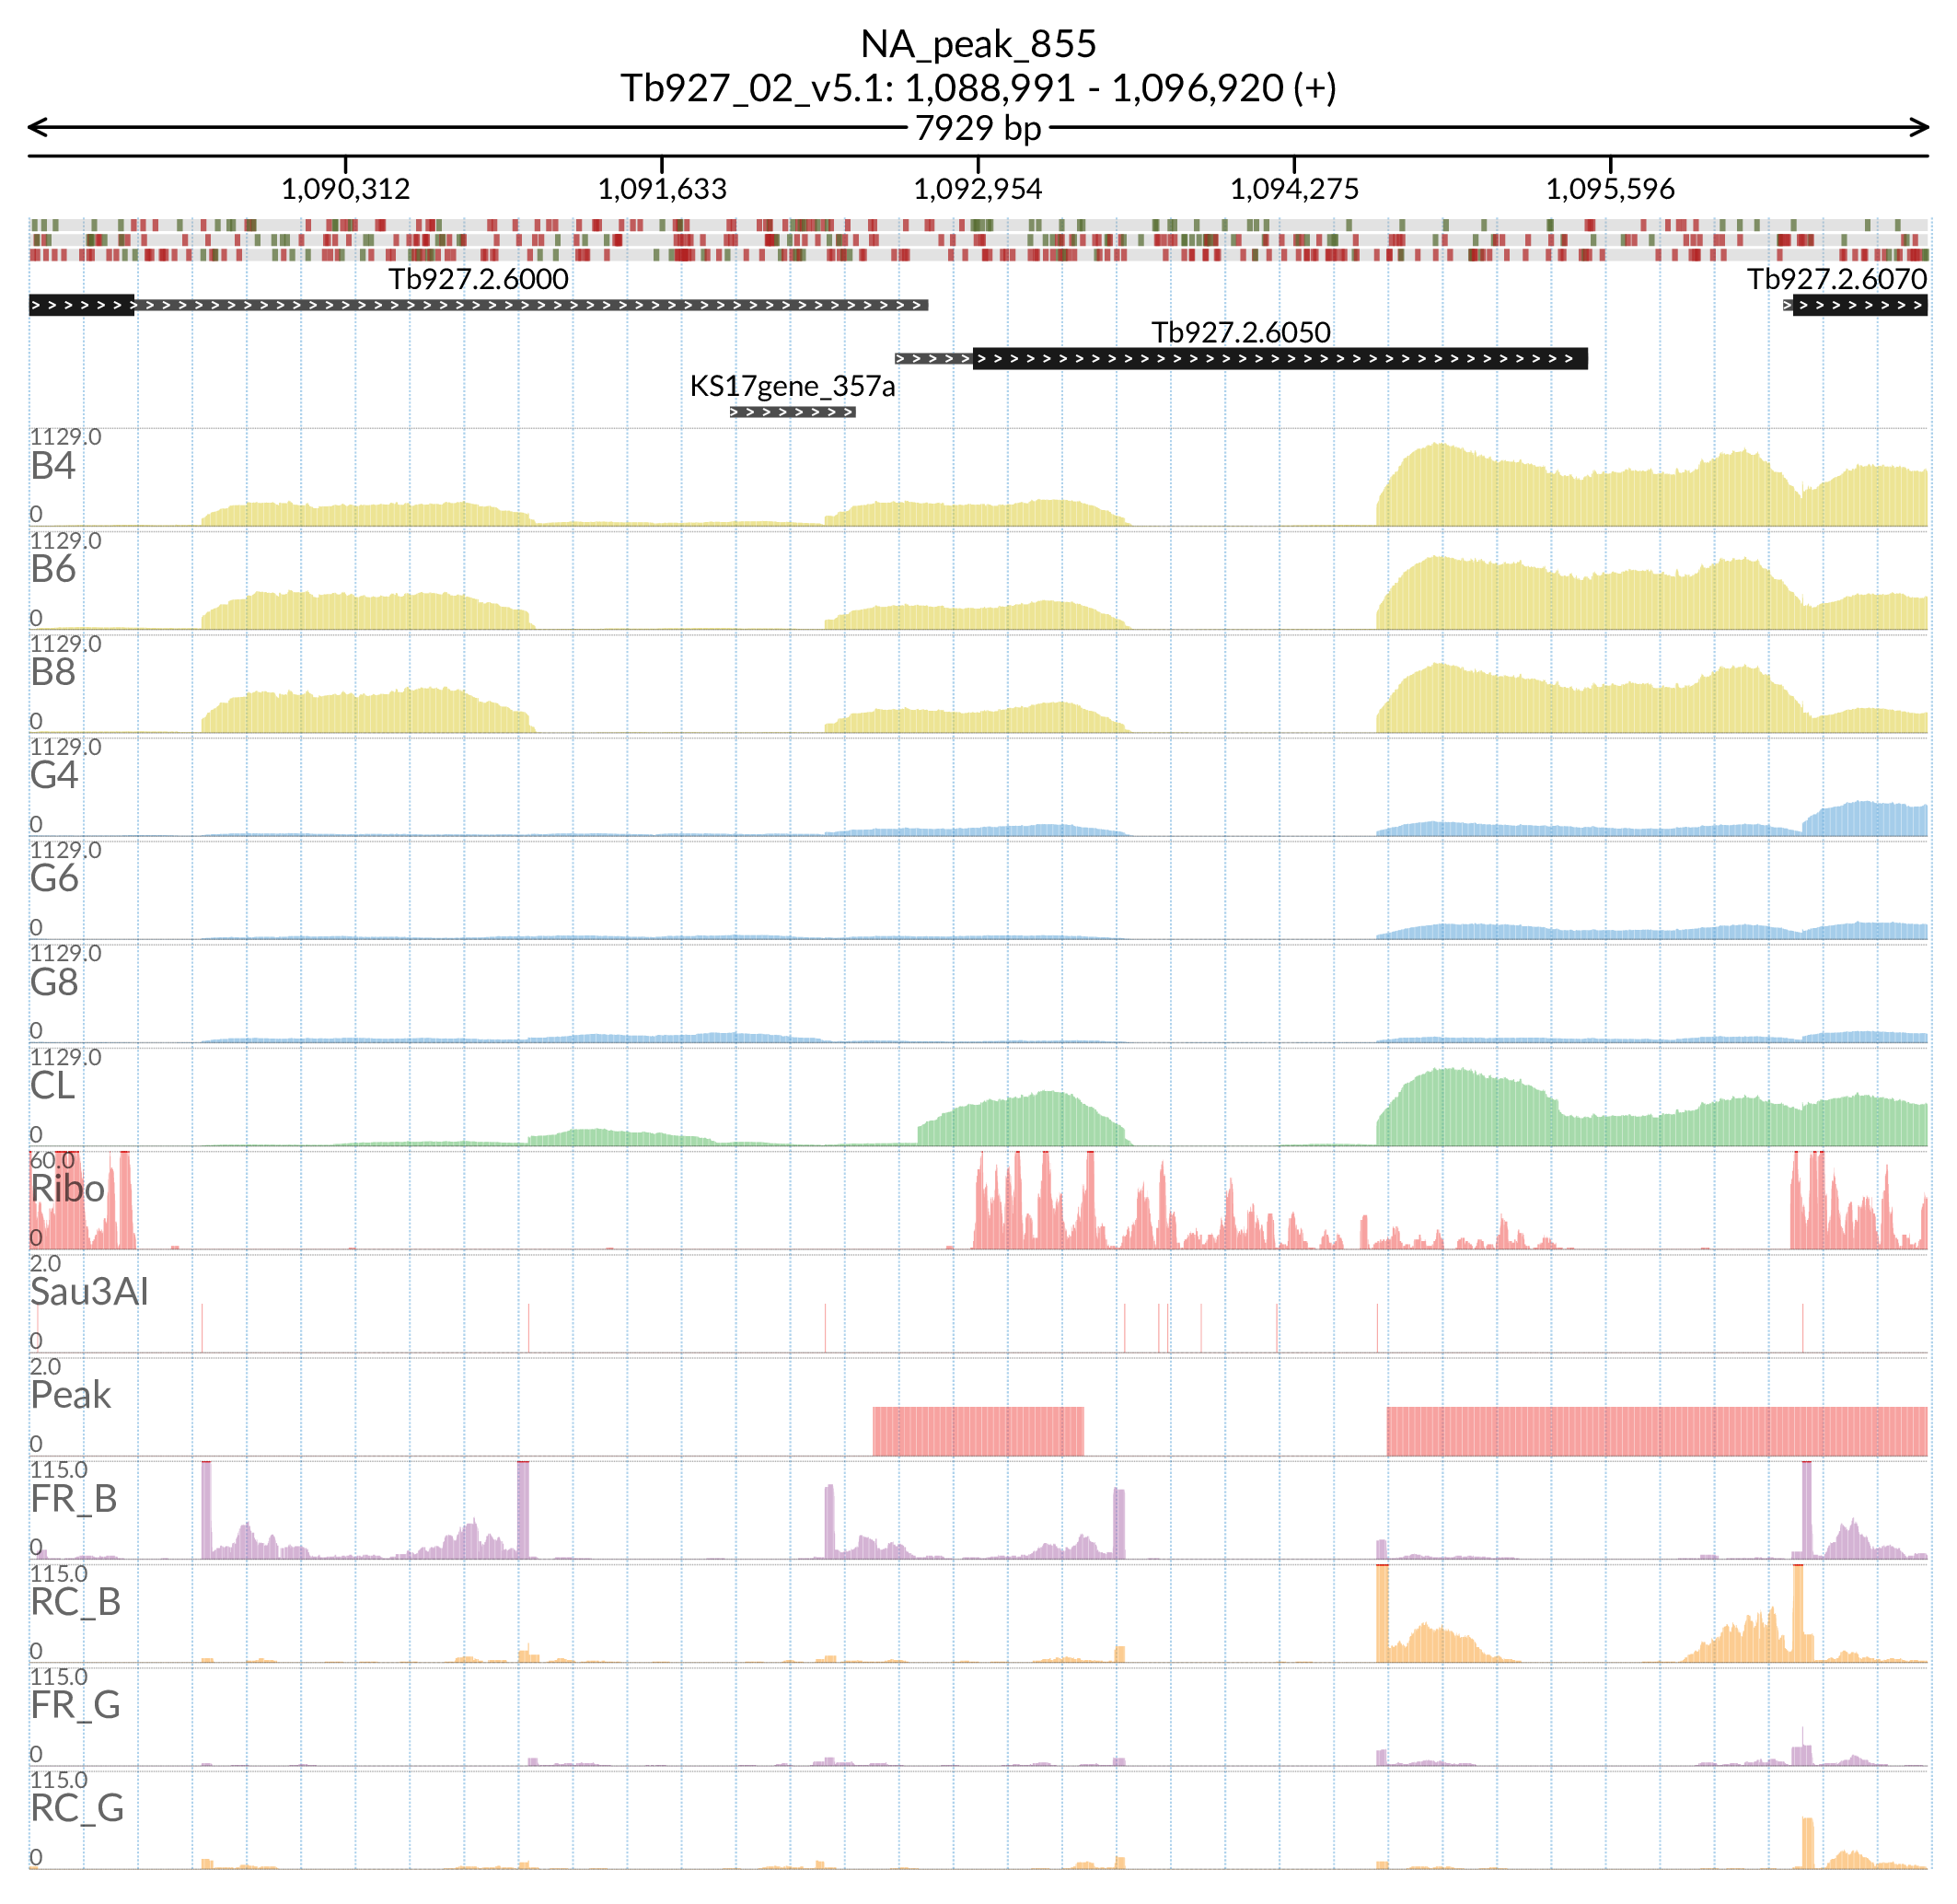 NA_peak_855
Tb927_02_v5.1: 1,088,991 - 1,096,920 (+)
7929 bp
1,090,312 1,091,633 1,092,954 1,094,275 1,095,596
Tb927.2.6000 Tb927.2.6070
Tb927.2.6050
KS17gene_357a
1129.0
B4
0
1129.0
B6
0
1129.0
B8
0
1129.0
G4
0
1129.0
G6
0
1129.0
G8
0
1129.0
CL
0
60.0
Ribo
0
2.0
Sau3AI
0
2.0
Peak
0
115.0
FR_B
0
115.0
RC_B
0
115.0
FR_G
0
115.0
RC_G
0